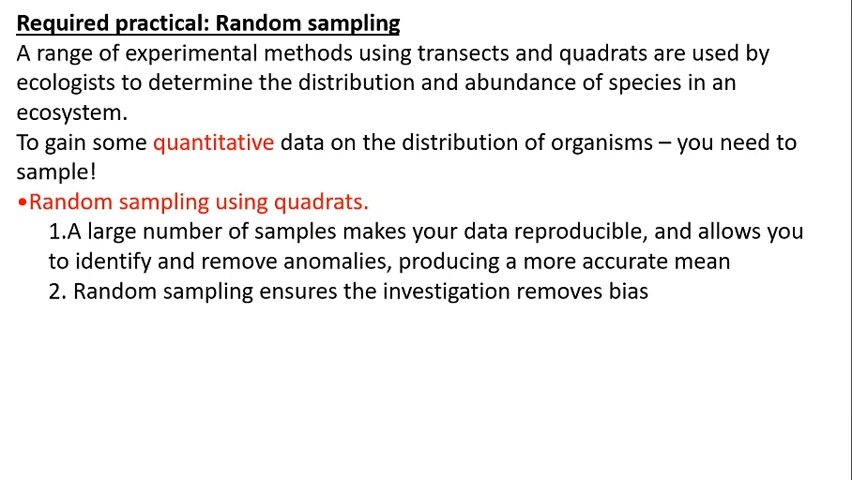 Required practical: Random sampling
A range of experimental methods using transects and quadrats are used by
ecologists to determine the distribution and abundance of species in an
ecosystem.
To gain some quantitative data on the distribution of organisms – you need to
sample!
•Random sampling using quadrats.
1.A large number of samples makes your data reproducible, and allows you
to identify and remove anomalies, producing a more accurate mean
2. Random sampling ensures the investigation removes bias